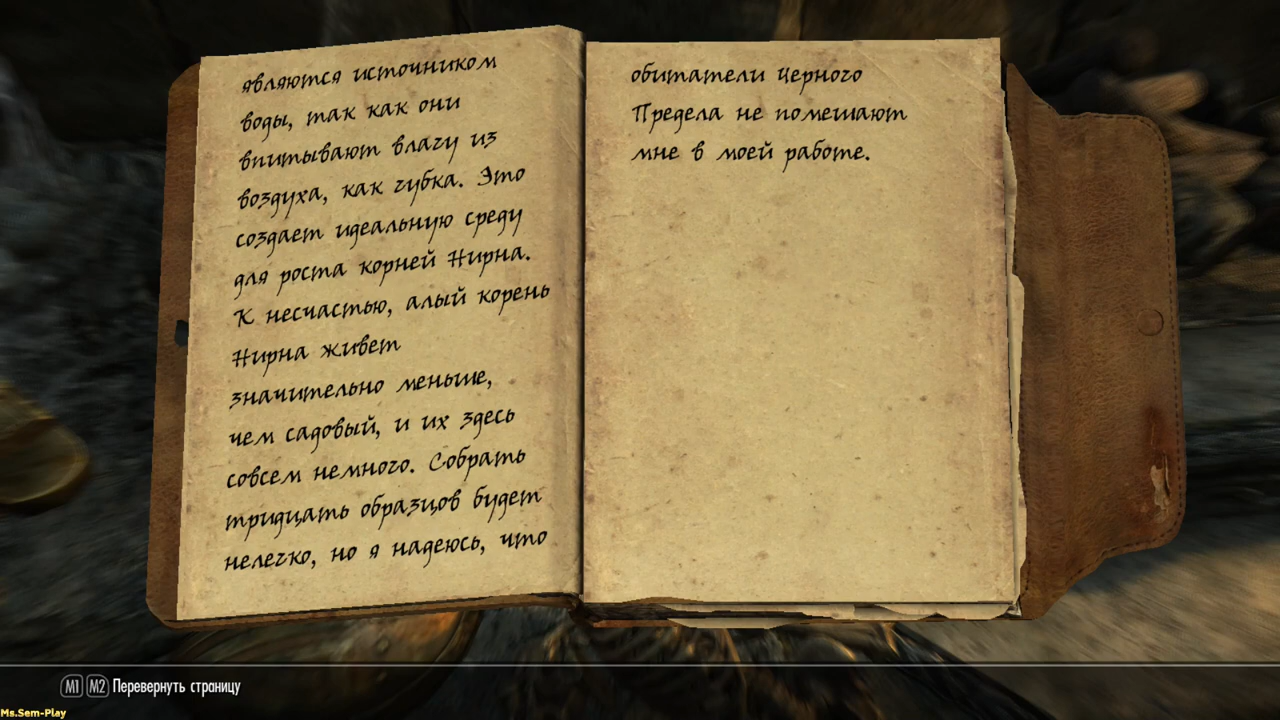 являются источником
воды, так как они
впитывают влагу из
воздуха, как губка. Это
создает идеальную среду
для роста корней Нирна.
К несчастью, алый корень
Нирна живет
значительно меньше,
чем садовый, и их здесь
совсем немного. Собрать
тридцать образцов будет
нелегко, но я надеюсь, что
обитатели Черного
Предела не помешают
мне в моей работе.
M1 M2 Перевернуть страницу
Ms.Sem-Play